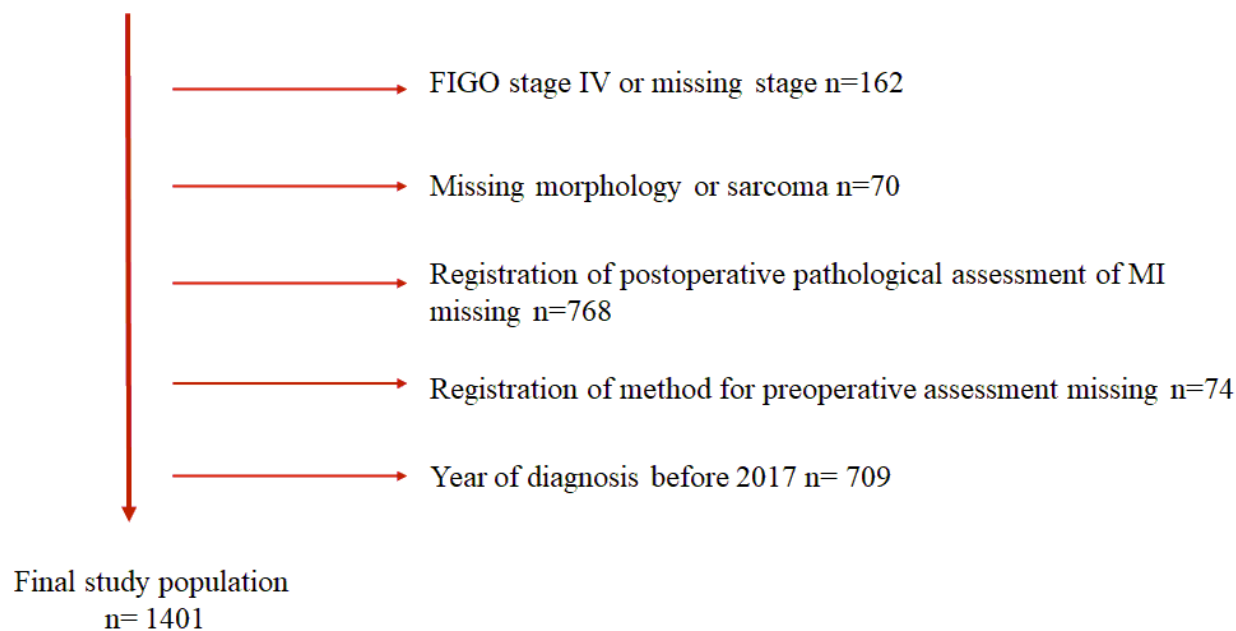 FIGO stage IV or missing stage n=162
Missing morphology or sarcoma n=70
Registration of postoperative pathological assessment of MI
missing n=768
Registration of method for preoperative assessment missing n=74
Year of diagnosis before 2017 n= 709
Final study population
n= 1401